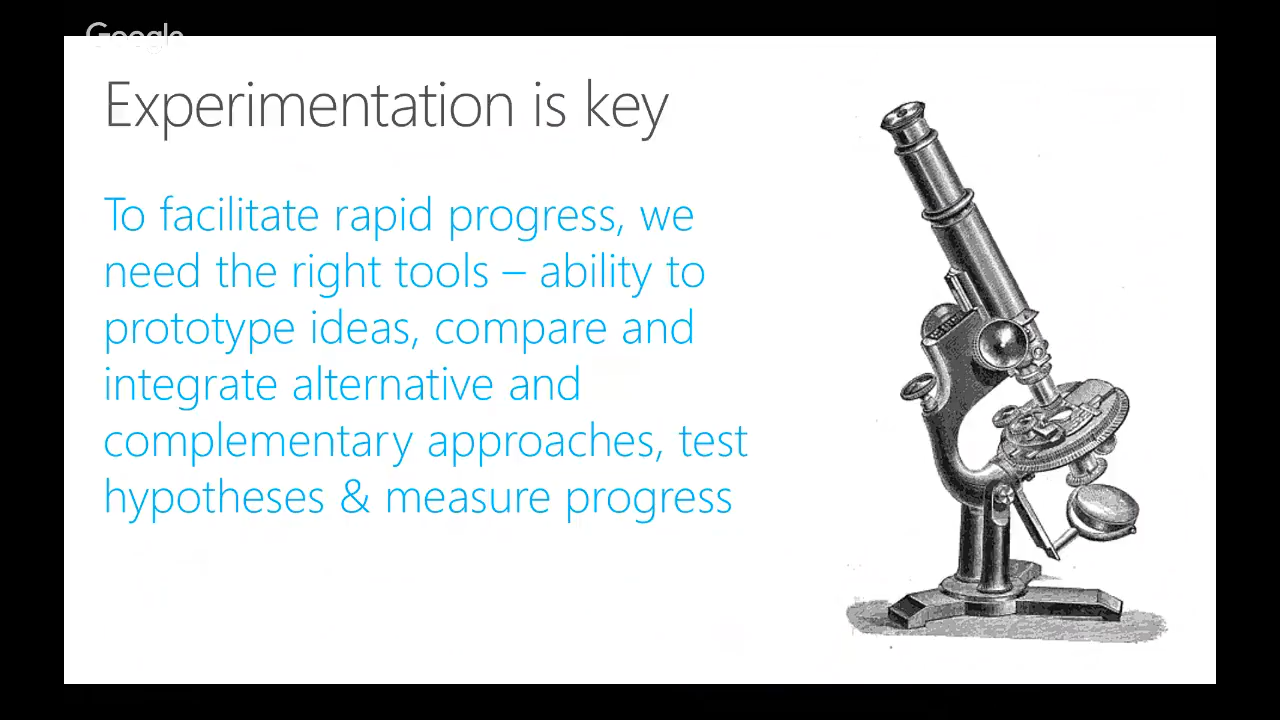 Google
Experimentation is key
To facilitate rapid progress, we
need the right tools – ability to
prototype ideas, compare and
integrate alternative and
complementary approaches, test
hypotheses & measure progress